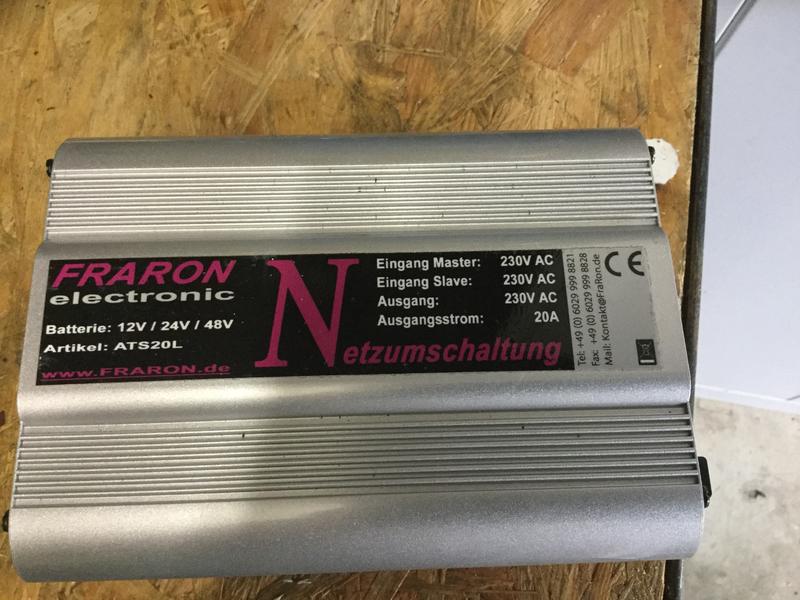 FRARON
electronic
Batterie: 12V / 24V / 48V
Artikel: ATS20L
www.FRARON.de
Netzumschaltung
Eingang Master: 230V AC
Eingang Slave: 230V AC
Ausgang: 230V AC
Ausgangsstrom: 20A
Tel: +49 (0) 6029 999 8821
Fax: +49 (0) 6029 999 8828
Mail: Kontakt@FraRon.de
CE